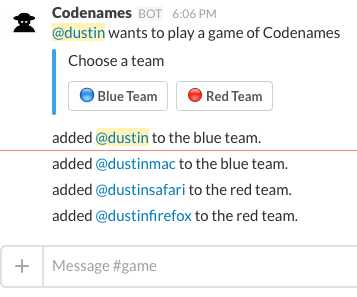 Codenames BOT 6:06 PM
@dustin wants to play a game of Codenames
Choose a team
Blue Team Red Team
added @dustin to the blue team.
added @dustinmac to the blue team.
added @dustinsafari to the red team.
added @dustinfirefox to the red team.
+ Message #game